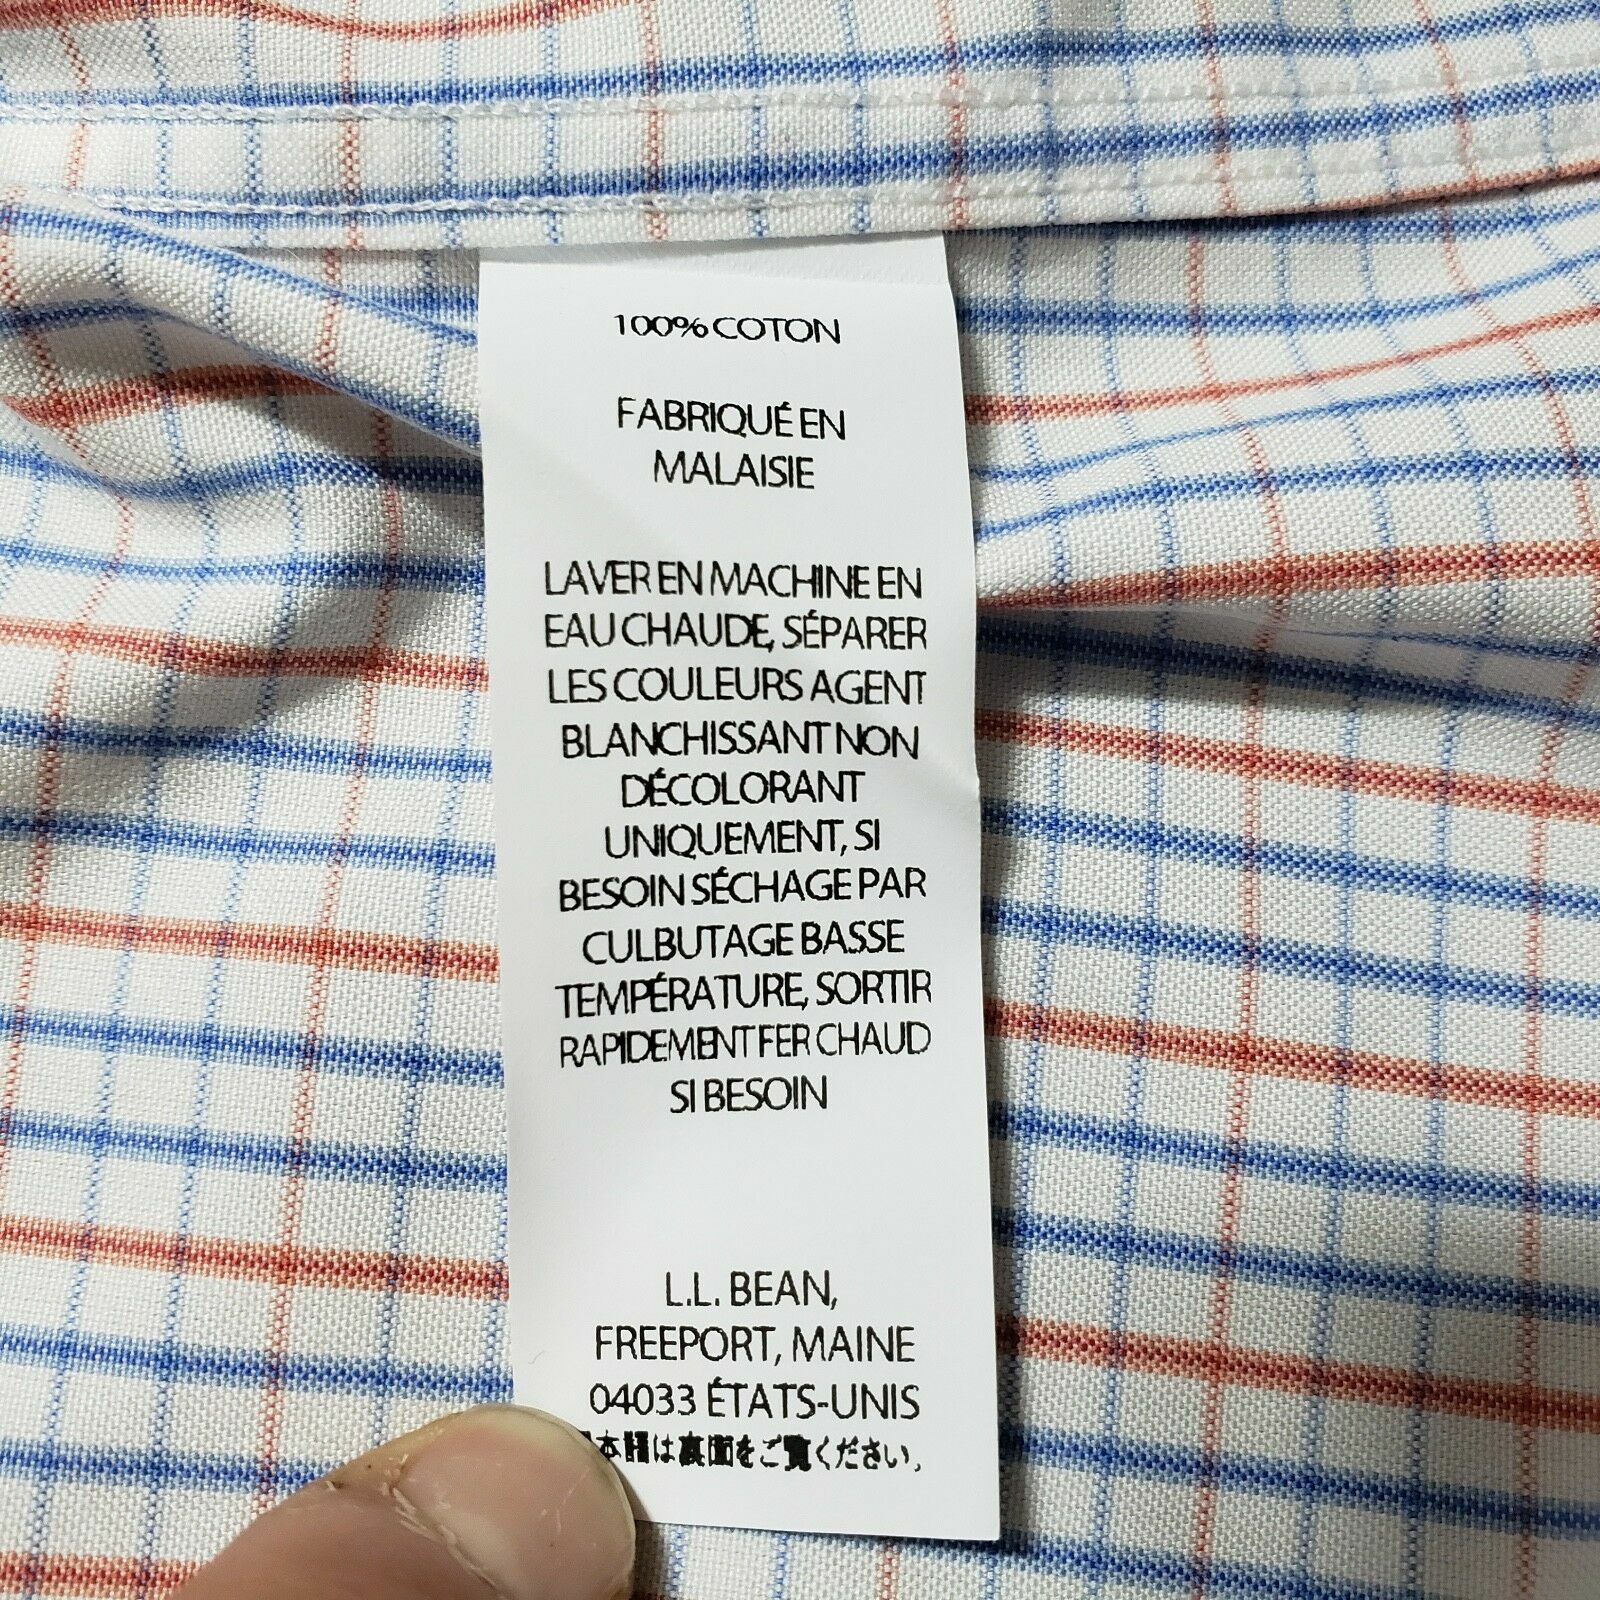 100% COTON
FABRIQUÉ EN
MALAISIE
LAVER EN MACHINE EN
EAU CHAUDE, SÉPARER
LES COULEURS AGENT
BLANCHISSANT NON
DÉCOLORANT
UNIQUEMENT, SI
BESOIN SÉCHAGE PAR
CULBUTAGE BASSE
TEMPÉRATURE, SORTIR
RAPIDEMENT FER CHAUD
SI BESOIN
L.L. BEAN,
FREEPORT, MAINE
04033 ÉTATS-UNIS
本語は裏面をご覧ください。